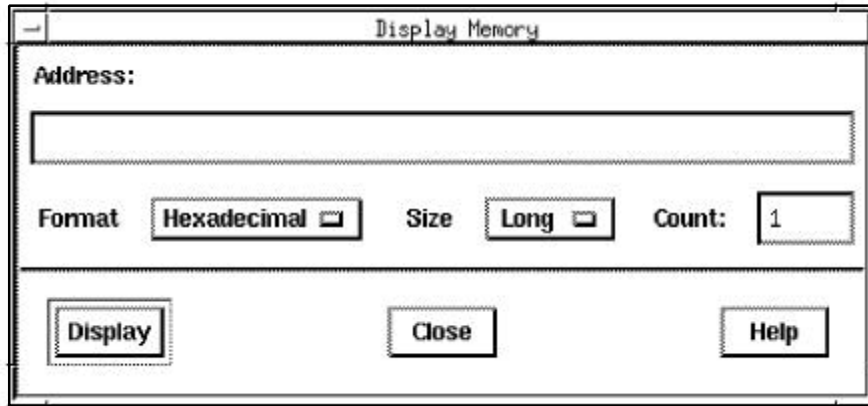 Display Memory
Address:
Format Hexadecimal Size Long Count: 1
Display Close Help